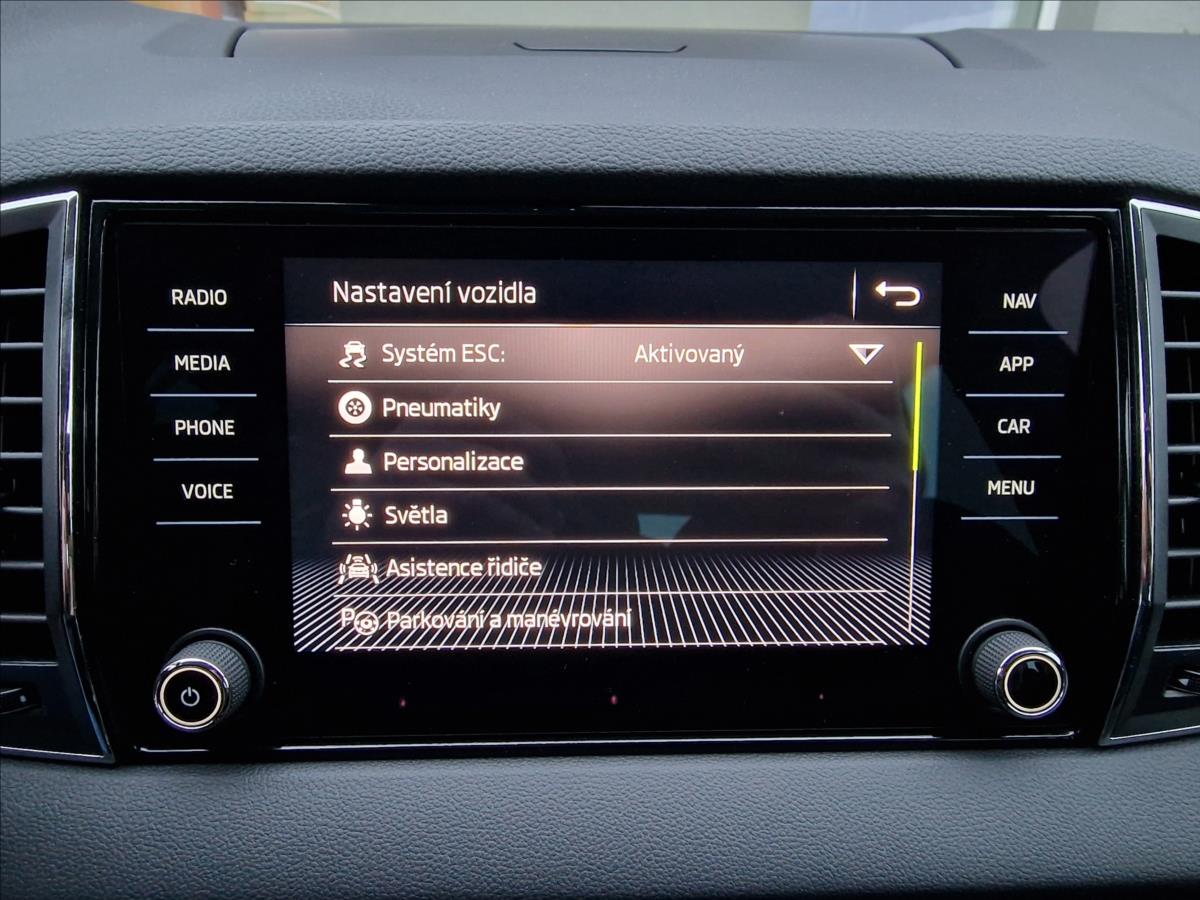 RADIO
MEDIA
PHONE
VOICE
Nastavení vozidla
Systém ESC: Aktivovaný
Pneumatiky
Personalizace
Světla
Asistence řidiče
Parkování a manévrování
NAV
APP
CAR
MENU